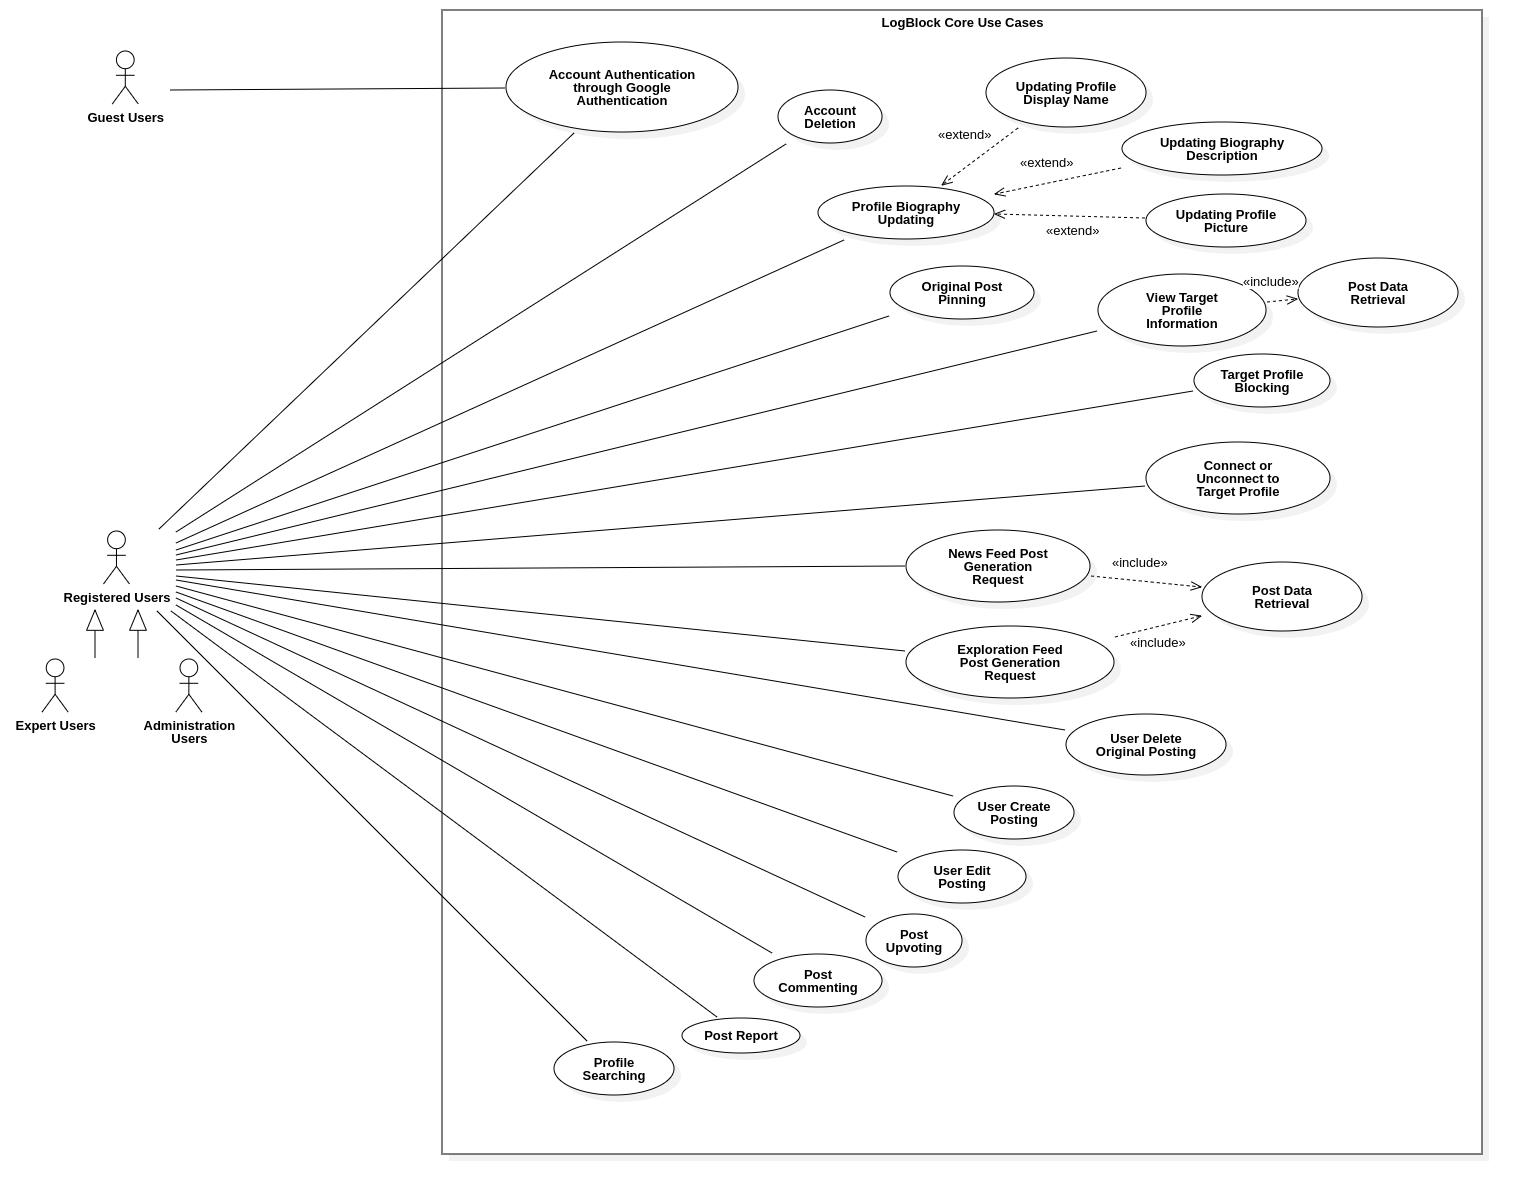 LogBlock Core Use Cases
Guest Users
Account Authentication
through Google
Authentication
Account
Deletion
Updating Profile
Display Name
«extend»
Updating Biography
Description
«extend»
Profile Biography
Updating
Updating Profile
Picture
«extend»
Original Post
Pinning
View Target
Profile
Information
«include»
Post Data
Retrieval
Target Profile
Blocking
Connect or
Unconnect to
Target Profile
News Feed Post
Generation
Request
«include»
Post Data
Retrieval
Registered Users
Exploration Feed
Post Generation
Request
«include»
Expert Users
Administration
Users
User Delete
Original Posting
User Create
Posting
User Edit
Posting
Post
Upvoting
Post
Commenting
Post Report
Profile
Searching